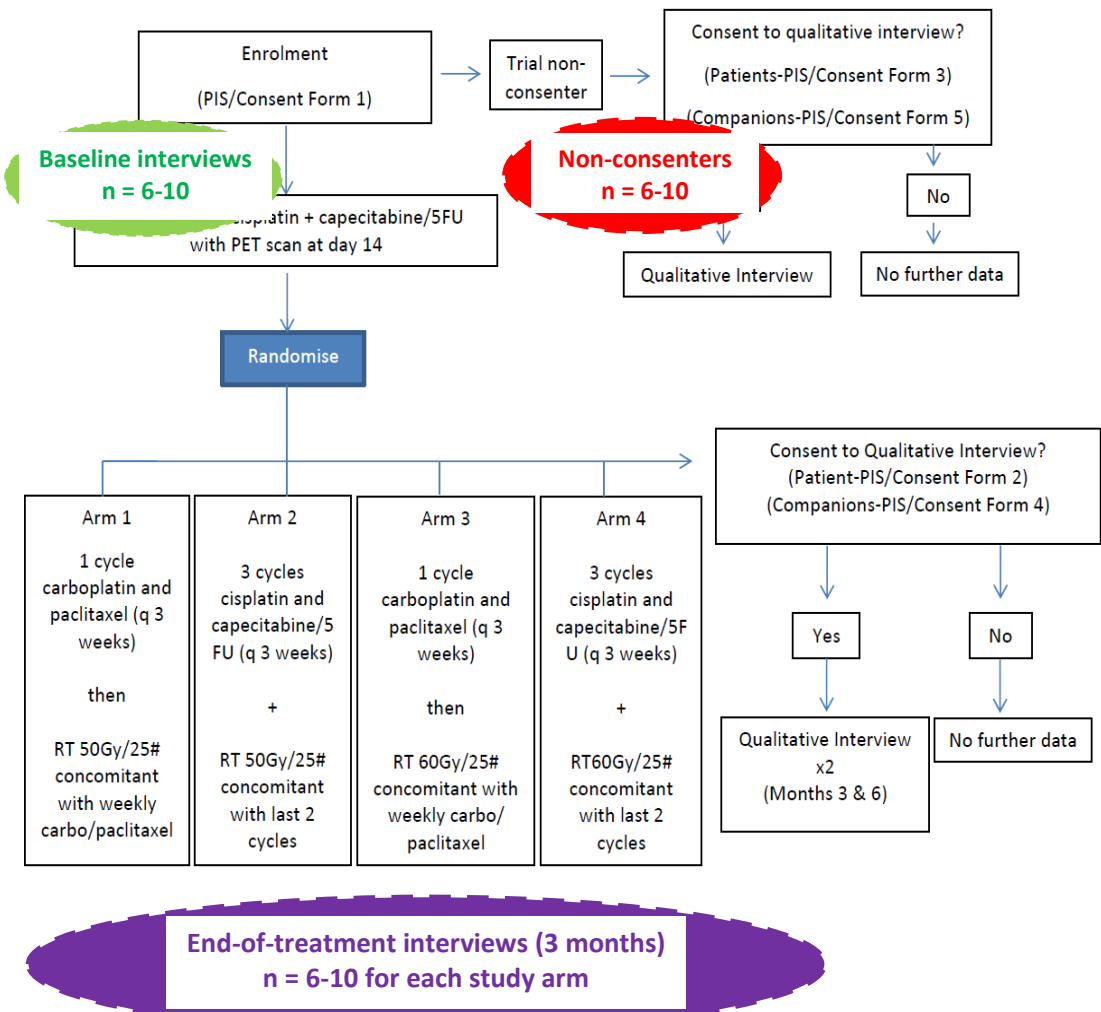 Enrolment
(PIS/Consent Form 1)
Trial non-
consenter
Consent to qualitative interview?
(Patients-PIS/Consent Form 3)
(Companions-PIS/Consent Form 5)
Baseline interviews
n = 6-10
Non-consenters
n = 6-10
No
cisplatin + capecitabine/5FU
with PET scan at day 14
Qualitative Interview
No further data
Randomise
Consent to Qualitative Interview?
(Patient-PIS/Consent Form 2)
(Companions-PIS/Consent Form 4)
Arm 1
1 cycle
carboplatin and
paclitaxel (q 3
weeks)
then
RT 50Gy/25#
concomitant
with weekly
carbo/paclitaxel
Arm 2
3 cycles
cisplatin and
capecitabine/5
FU (q 3 weeks)
+
RT 50Gy/25#
concomitant
with last 2
cycles
Arm 3
1 cycle
carboplatin and
paclitaxel (q 3
weeks)
then
RT 60Gy/25#
concomitant with
weekly carbo/
paclitaxel
Arm 4
3 cycles
cisplatin and
capecitabine/5F
U (q 3 weeks)
+
RT60Gy/25#
concomitant
with last 2
cycles
Yes
No
Qualitative Interview
x2
(Months 3 & 6)
No further data
End-of-treatment interviews (3 months)
n = 6-10 for each study arm